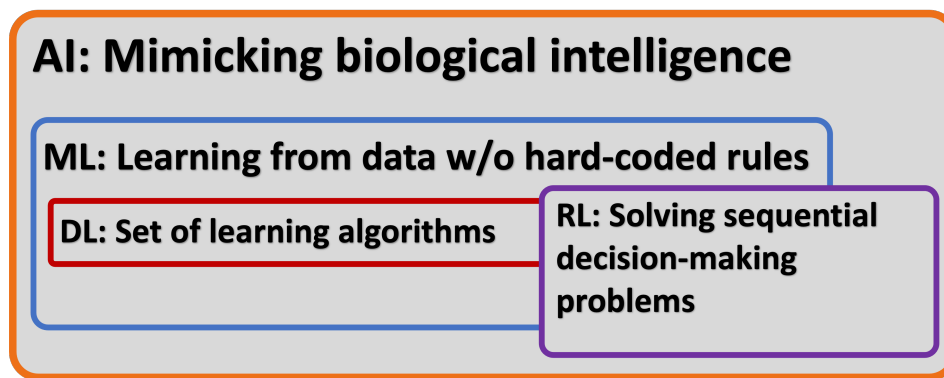 AI: Mimicking biological intelligence
ML: Learning from data w/o hard-coded rules
DL: Set of learning algorithms
RL: Solving sequential
decision-making
problems